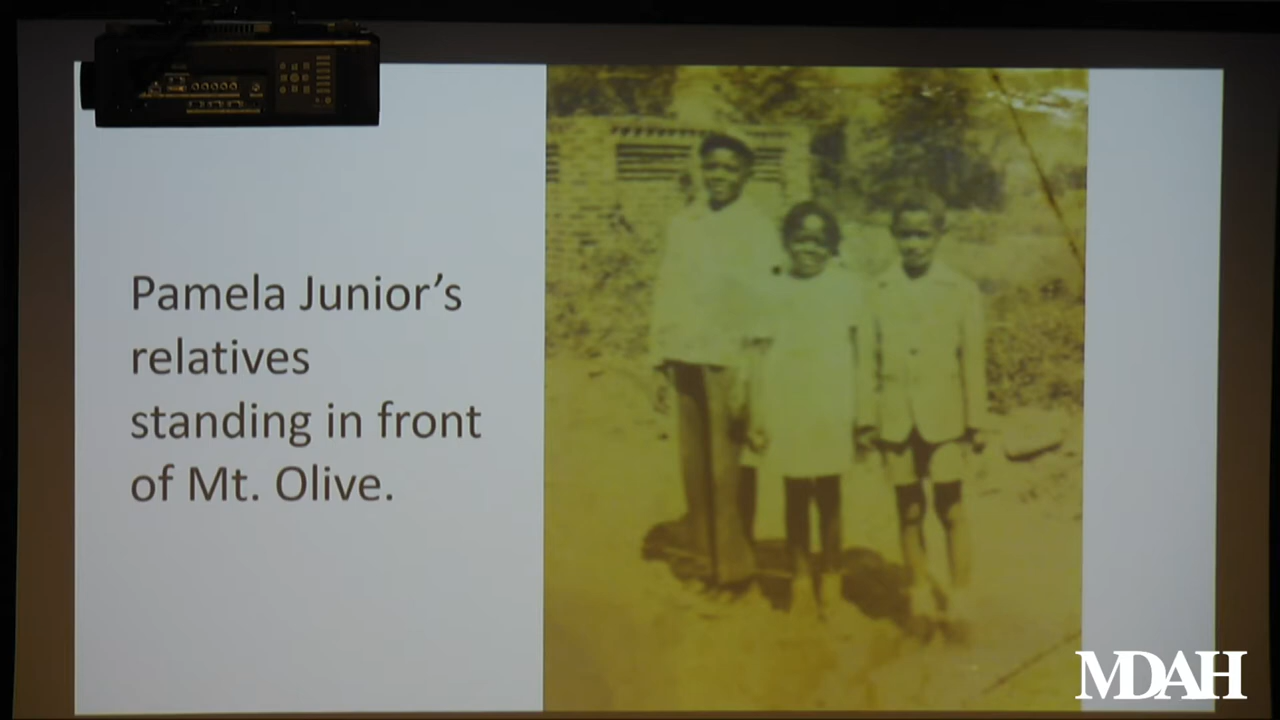 Pamela Junior's
relatives
standing in front
of Mt. Olive.
MDAH